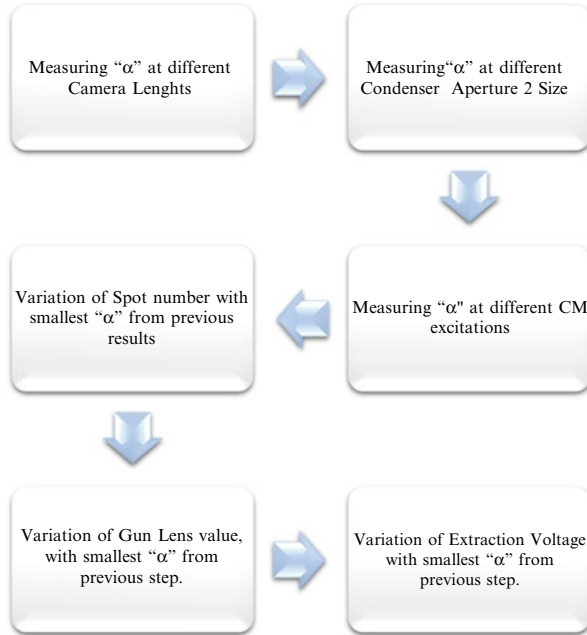 Measuring “α” at different
Camera Lenghts
Measuring“α” at different
Condenser Aperture 2 Size
Measuring “α" at different CM
excitations
Variation of Spot number with
smallest “α” from previous
results
Variation of Gun Lens value,
with smallest “α” from
previous step.
Variation of Extraction Voltage
with smallest “α” from
previous step.